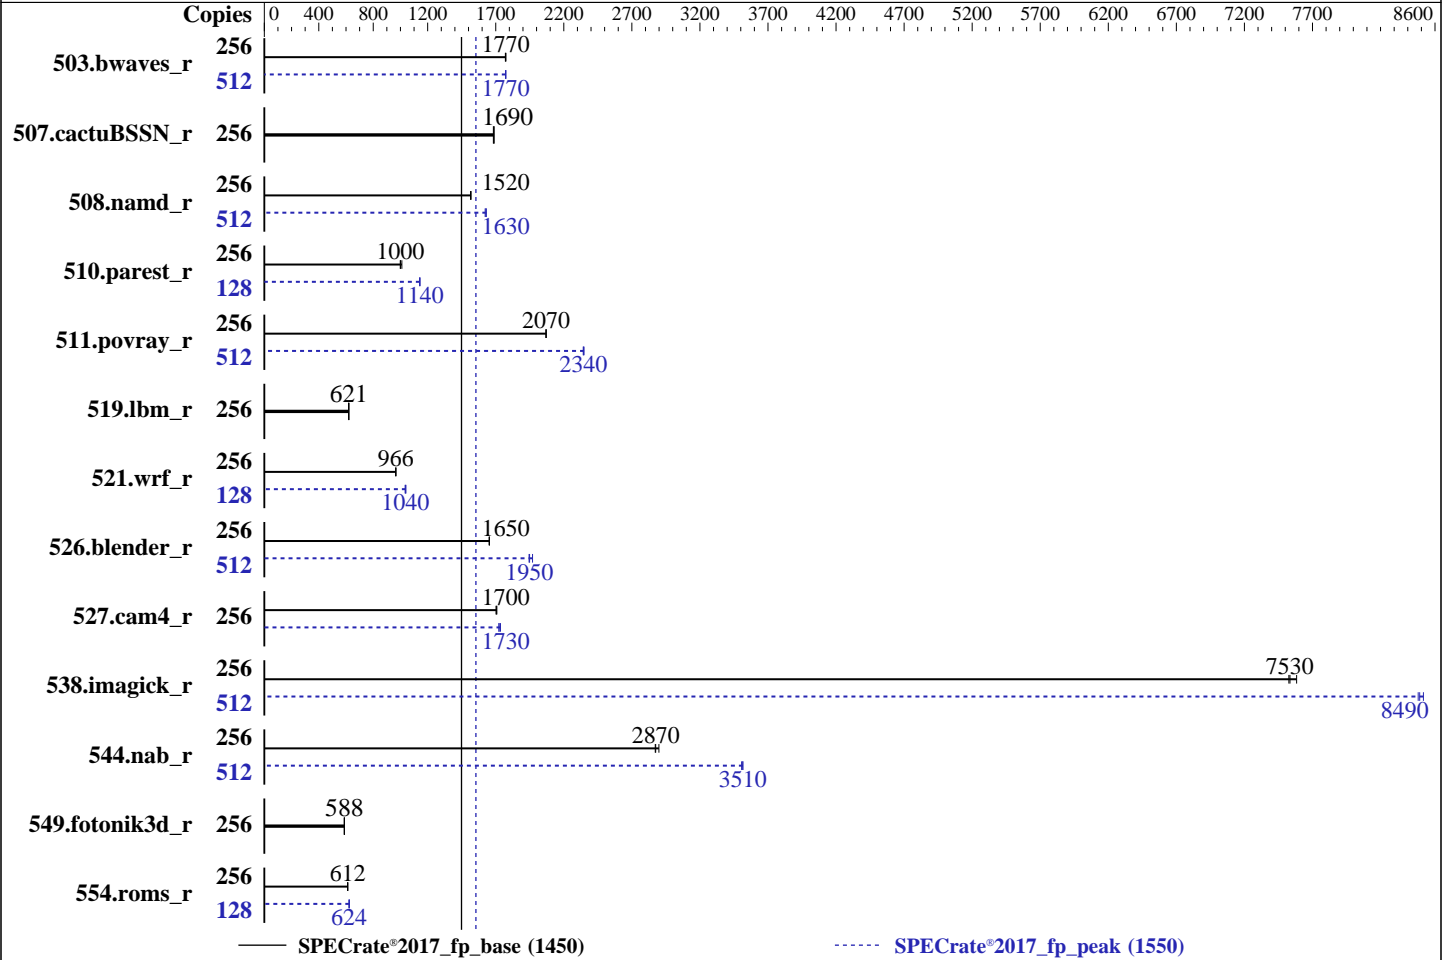 Copies 0 400 800 1200 1700 2200 2700 3200 3700 4200 4700 5200 5700 6200 6700 7200 7700 8600
503.bwaves_r 256 1770
512 1770
507.cactuBSSN_r 256 1690
508.namd_r 256 1520
512 1630
510.parest_r 256 1000
128 1140
511.povray_r 256 2070
512 2340
519.lbm_r 256 621
521.wrf_r 256 966
128 1040
526.blender_r 256 1650
512 1950
527.cam4_r 256 1700
1730
538.imagick_r 256 7530
512 8490
544.nab_r 256 2870
512 3510
549.fotonik3d_r 256 588
554.roms_r 256 612
128 624
SPECrate®2017_fp_base (1450) SPECrate®2017_fp_peak (1550)